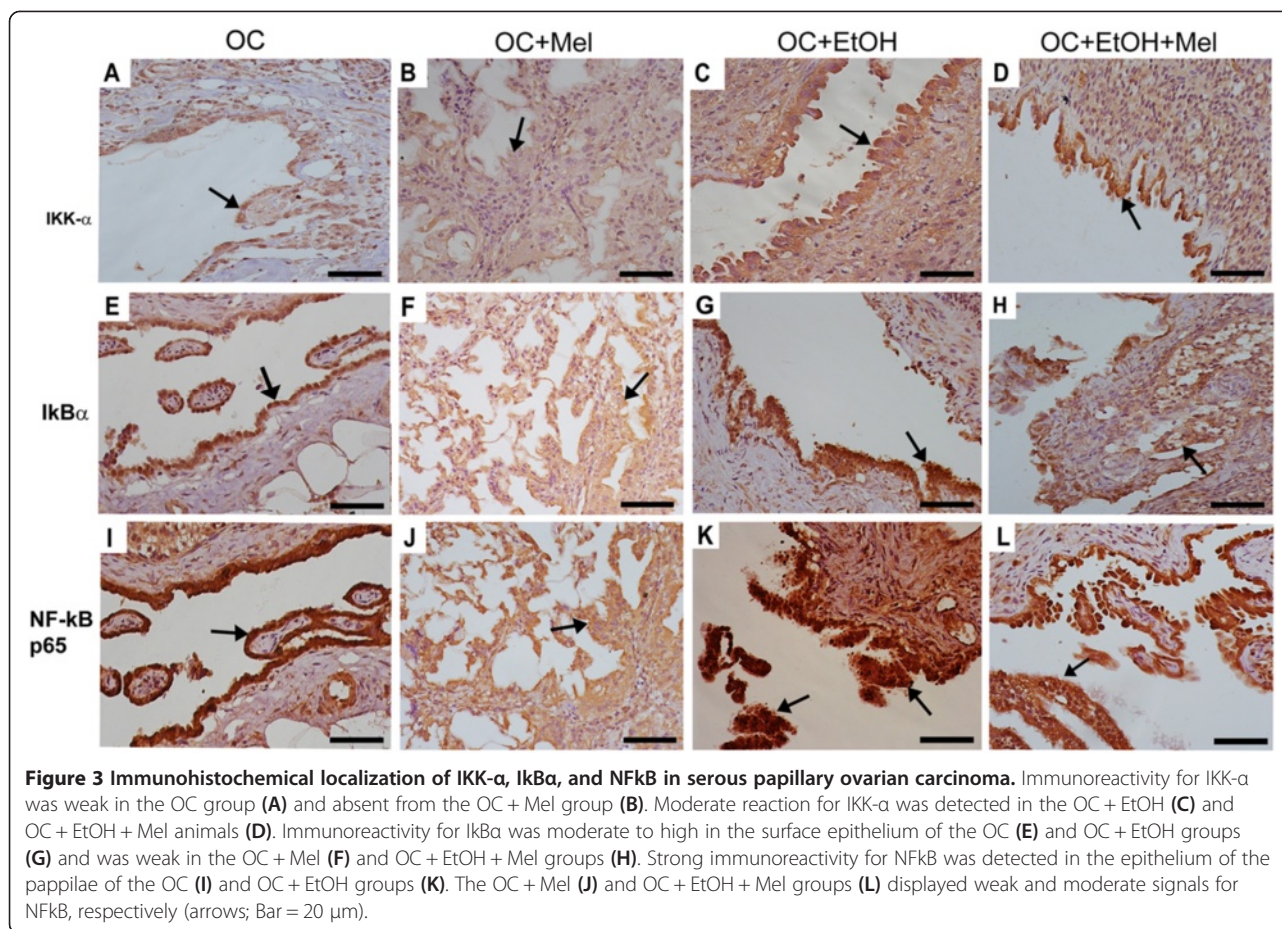 OC OC+Mel OC+EtOH OC+EtOH+Mel
A B C D
IKK-α
E F G H
IkBα
I J K L
NF-kB
p65
Figure 3 Immunohistochemical localization of IKK-α, IkBα, and NFkB in serous papillary ovarian carcinoma. Immunoreactivity for IKK-α
was weak in the OC group (A) and absent from the OC + Mel group (B). Moderate reaction for IKK-α was detected in the OC + EtOH (C) and
OC + EtOH + Mel animals (D). Immunoreactivity for IkBα was moderate to high in the surface epithelium of the OC (E) and OC + EtOH groups
(G) and was weak in the OC + Mel (F) and OC + EtOH + Mel groups (H). Strong immunoreactivity for NFkB was detected in the epithelium of the
pappilae of the OC (I) and OC + EtOH groups (K). The OC + Mel (J) and OC + EtOH + Mel groups (L) displayed weak and moderate signals for
NFkB, respectively (arrows; Bar = 20 μm).